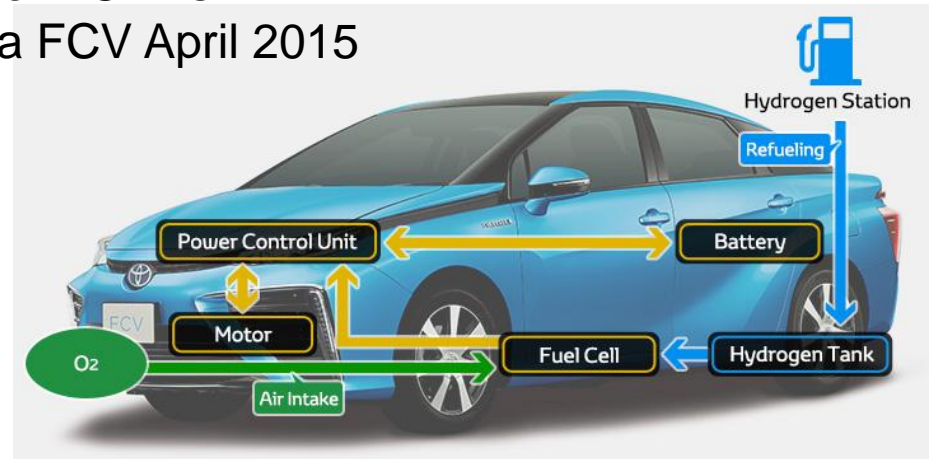 a FCV April 2015
Hydrogen Station
Refueling
Power Control Unit
Battery
FCV
Motor
Fuel Cell
Hydrogen Tank
O2
Air Intake